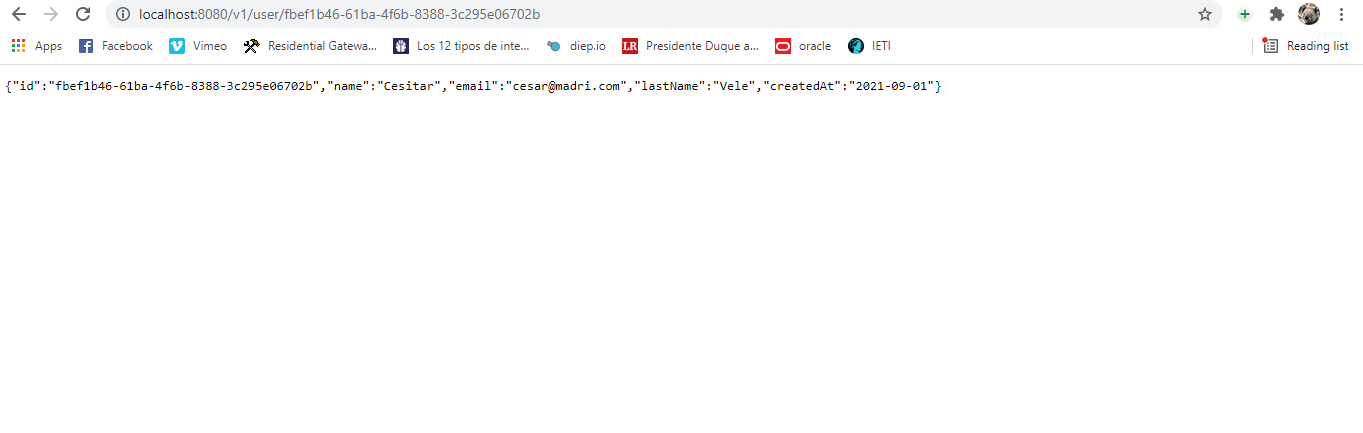 localhost:8080/v1/user/fbef1b46-61ba-4f6b-8388-3c295e06702b
Apps Facebook Vimeo Residential Gatewa... Los 12 tipos de inte... diep.io LR Presidente Duque a... oracle IETI Reading list
{"id":"fbef1b46-61ba-4f6b-8388-3c295e06702b","name":"Cesitar","email":"cesar@madri.com","lastName":"Vele","createdAt":"2021-09-01"}